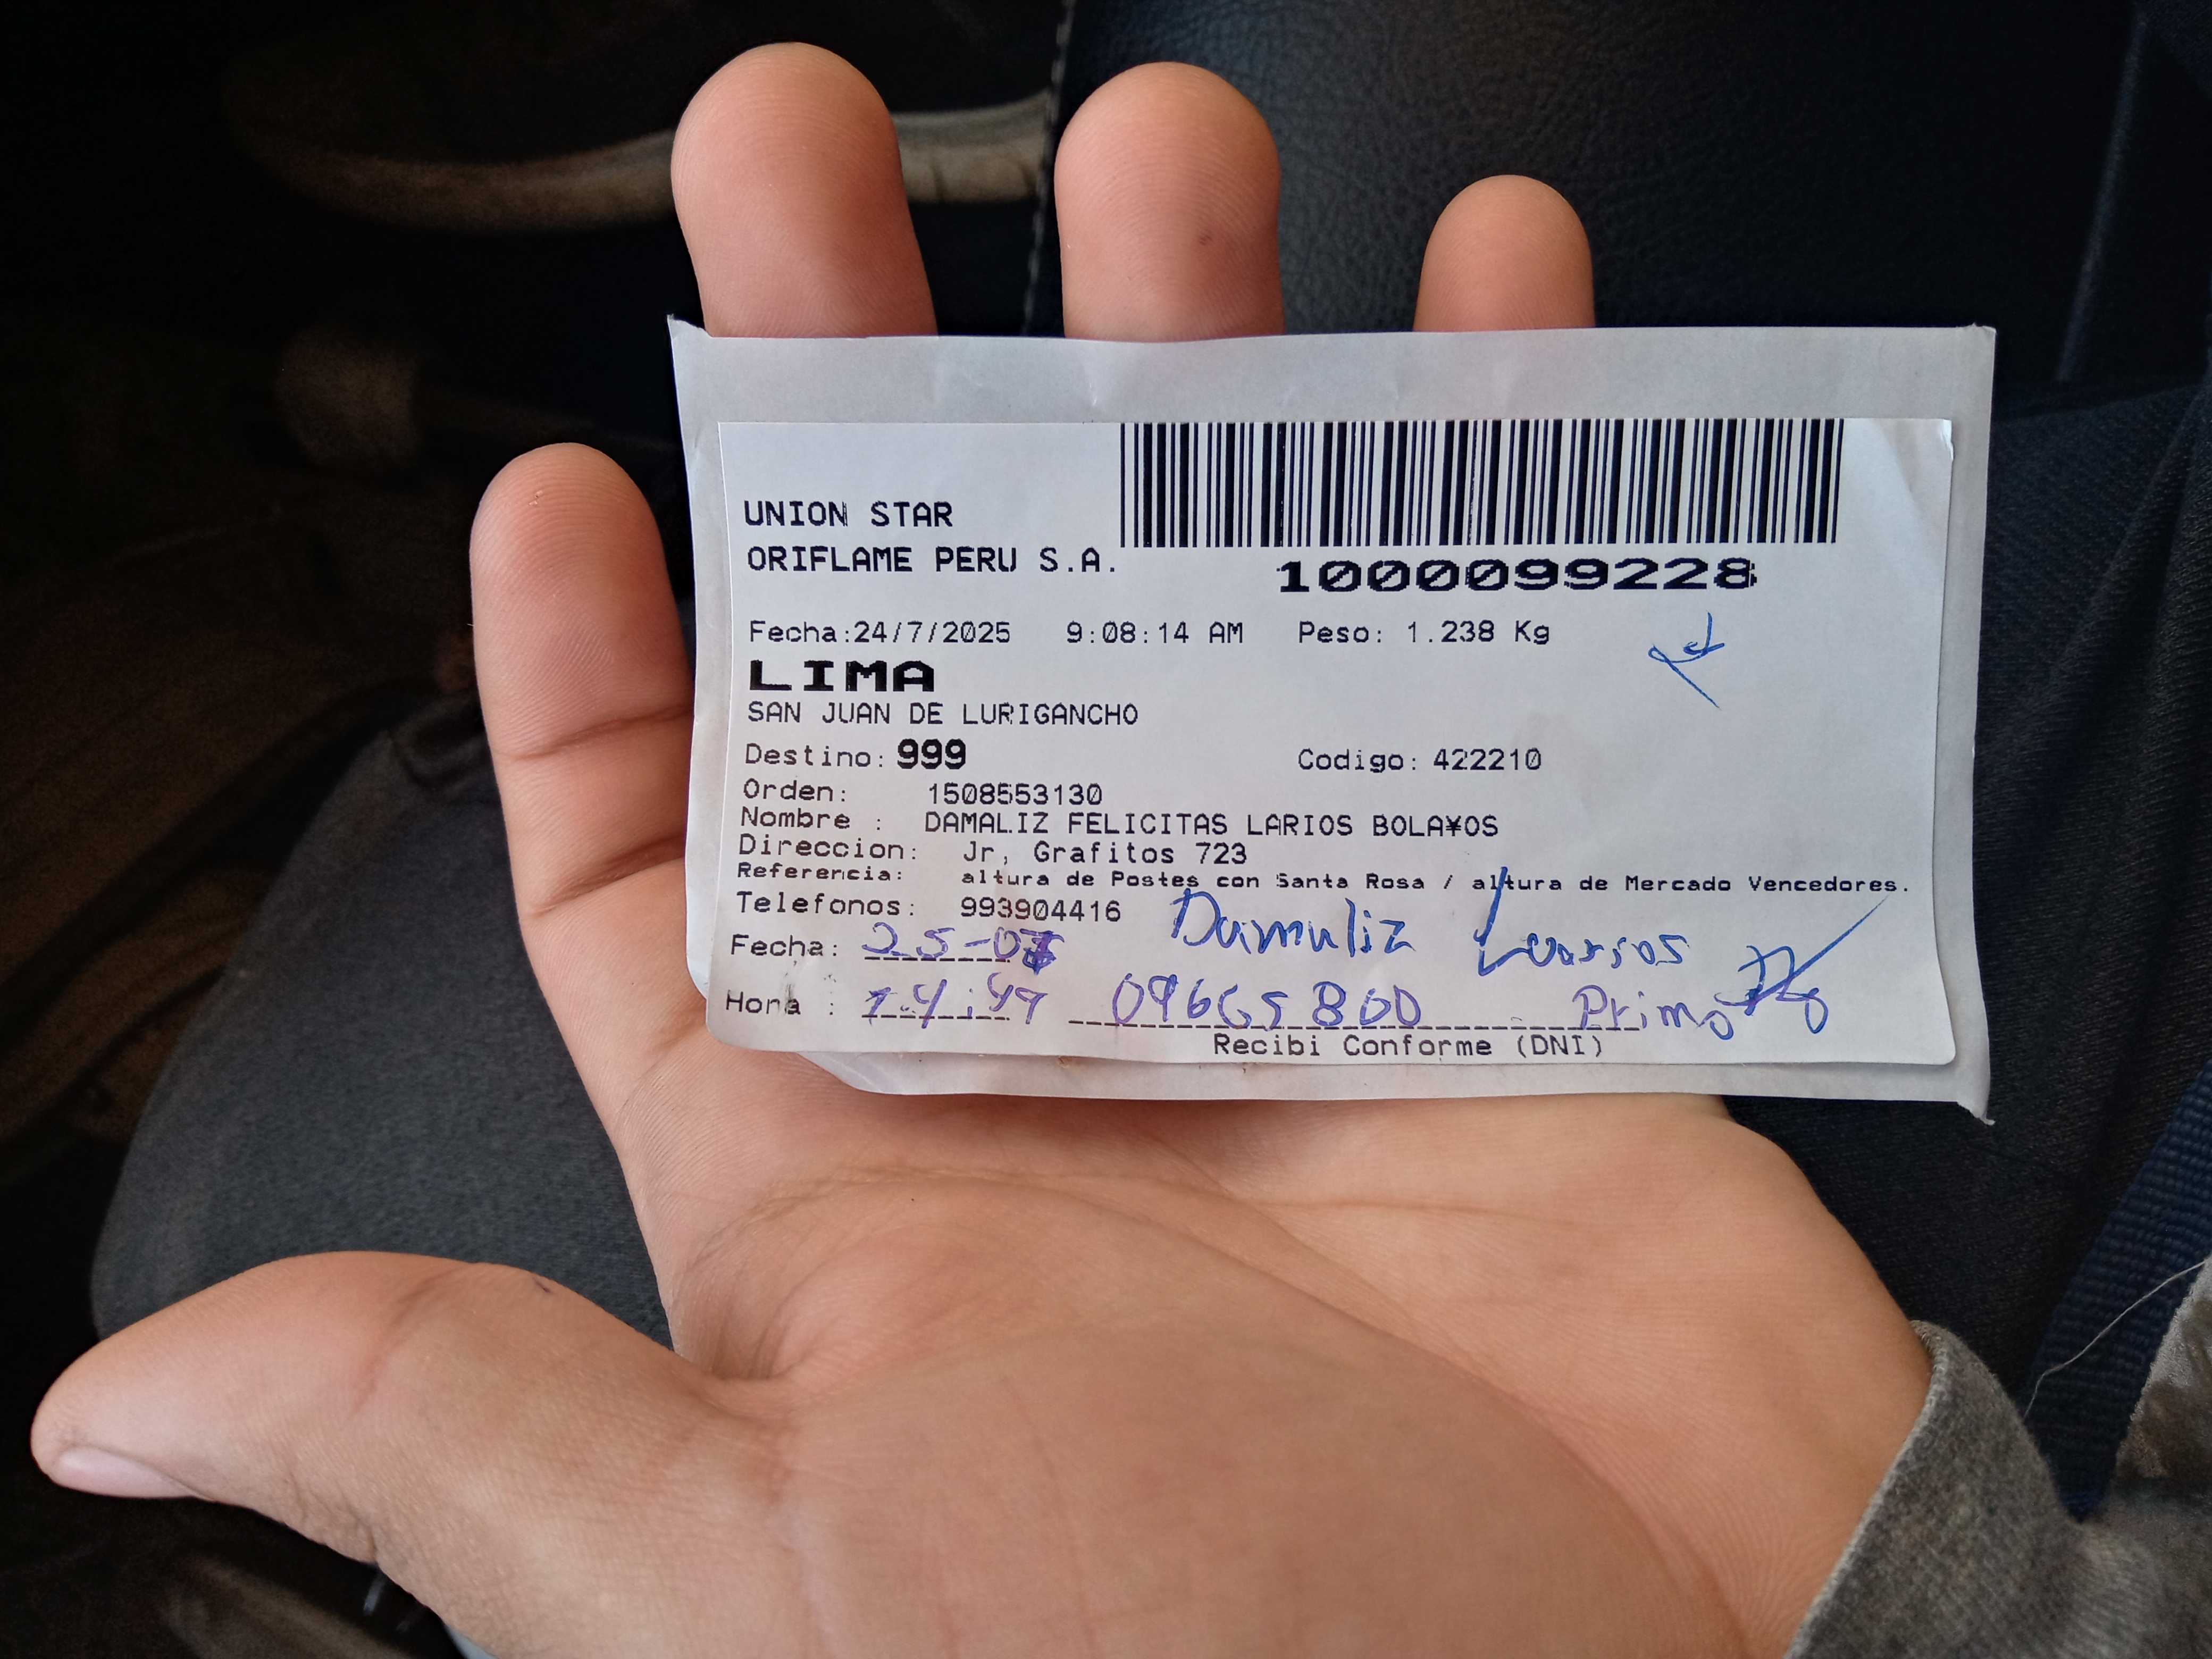 UNION STAR
ORIFLAME PERU S.A.
1000099228
Fecha:24/7/2025 9:08:14 AM Peso: 1.238 Kg
LIMA
SAN JUAN DE LURIGANCHO
Destino: 999 Codigo: 422210
Orden: 1508553130
Nombre : DAMALIZ FELICITAS LARIOS BOLA¥OS
Direccion: Jr, Grafitos 723
Referencia: altura de Postes con Santa Rosa / altura de Mercado Vencedores.
Telefonos: 993904416
Damaliz Larios
Fecha: 25-07
Hora : 14:49 09665800 Primo
Recibi Conforme (DNI)